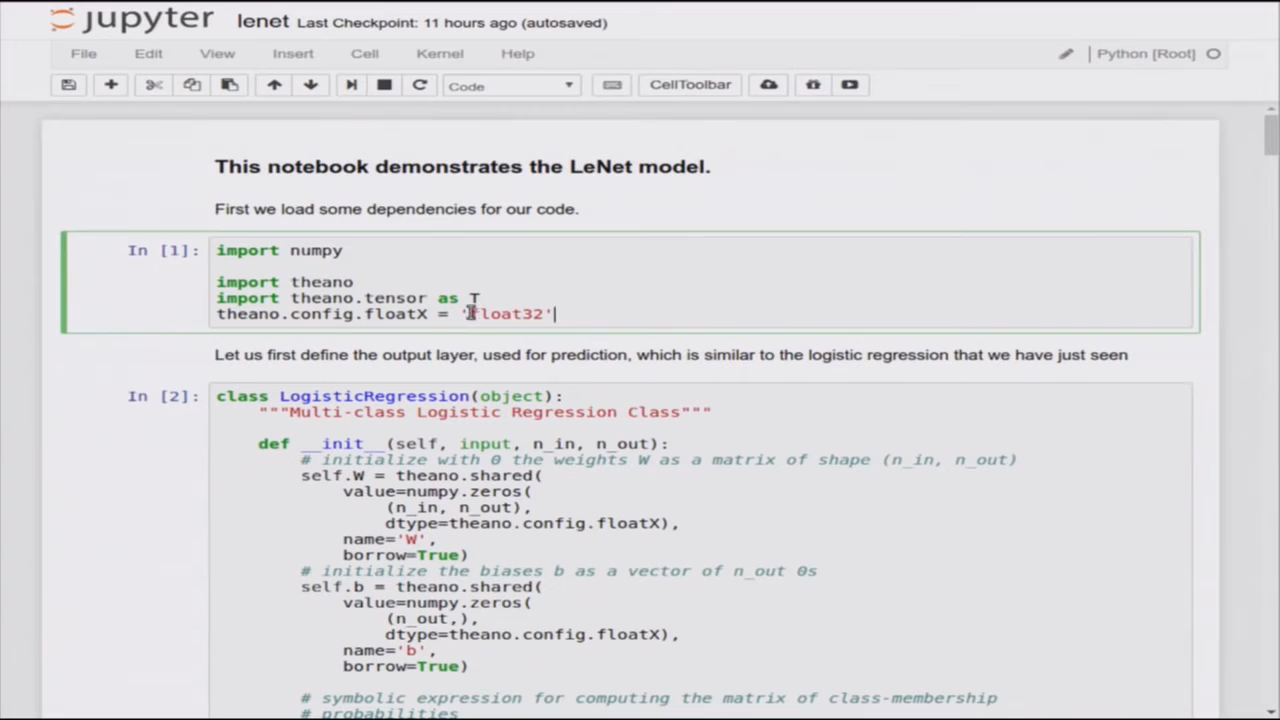 jupyter lenet Last Checkpoint: 11 hours ago (autosaved)
File Edit View Insert Cell Kernel Help Python [Root]
Code CellToolbar
This notebook demonstrates the LeNet model.
First we load some dependencies for our code.
In [1]: import numpy
import theano
import theano.tensor as T
theano.config.floatX = 'float32'
Let us first define the output layer, used for prediction, which is similar to the logistic regression that we have just seen
In [2]: class LogisticRegression(object):
"""Multi-class Logistic Regression Class"""
def __init__(self, input, n_in, n_out):
# initialize with 0 the weights W as a matrix of shape (n_in, n_out)
self.W = theano.shared(
value=numpy.zeros(
(n_in, n_out),
dtype=theano.config.floatX),
name='W',
borrow=True)
# initialize the biases b as a vector of n_out 0s
self.b = theano.shared(
value=numpy.zeros(
(n_out,),
dtype=theano.config.floatX),
name='b',
borrow=True)
# symbolic expression for computing the matrix of class-membership
# probabilities